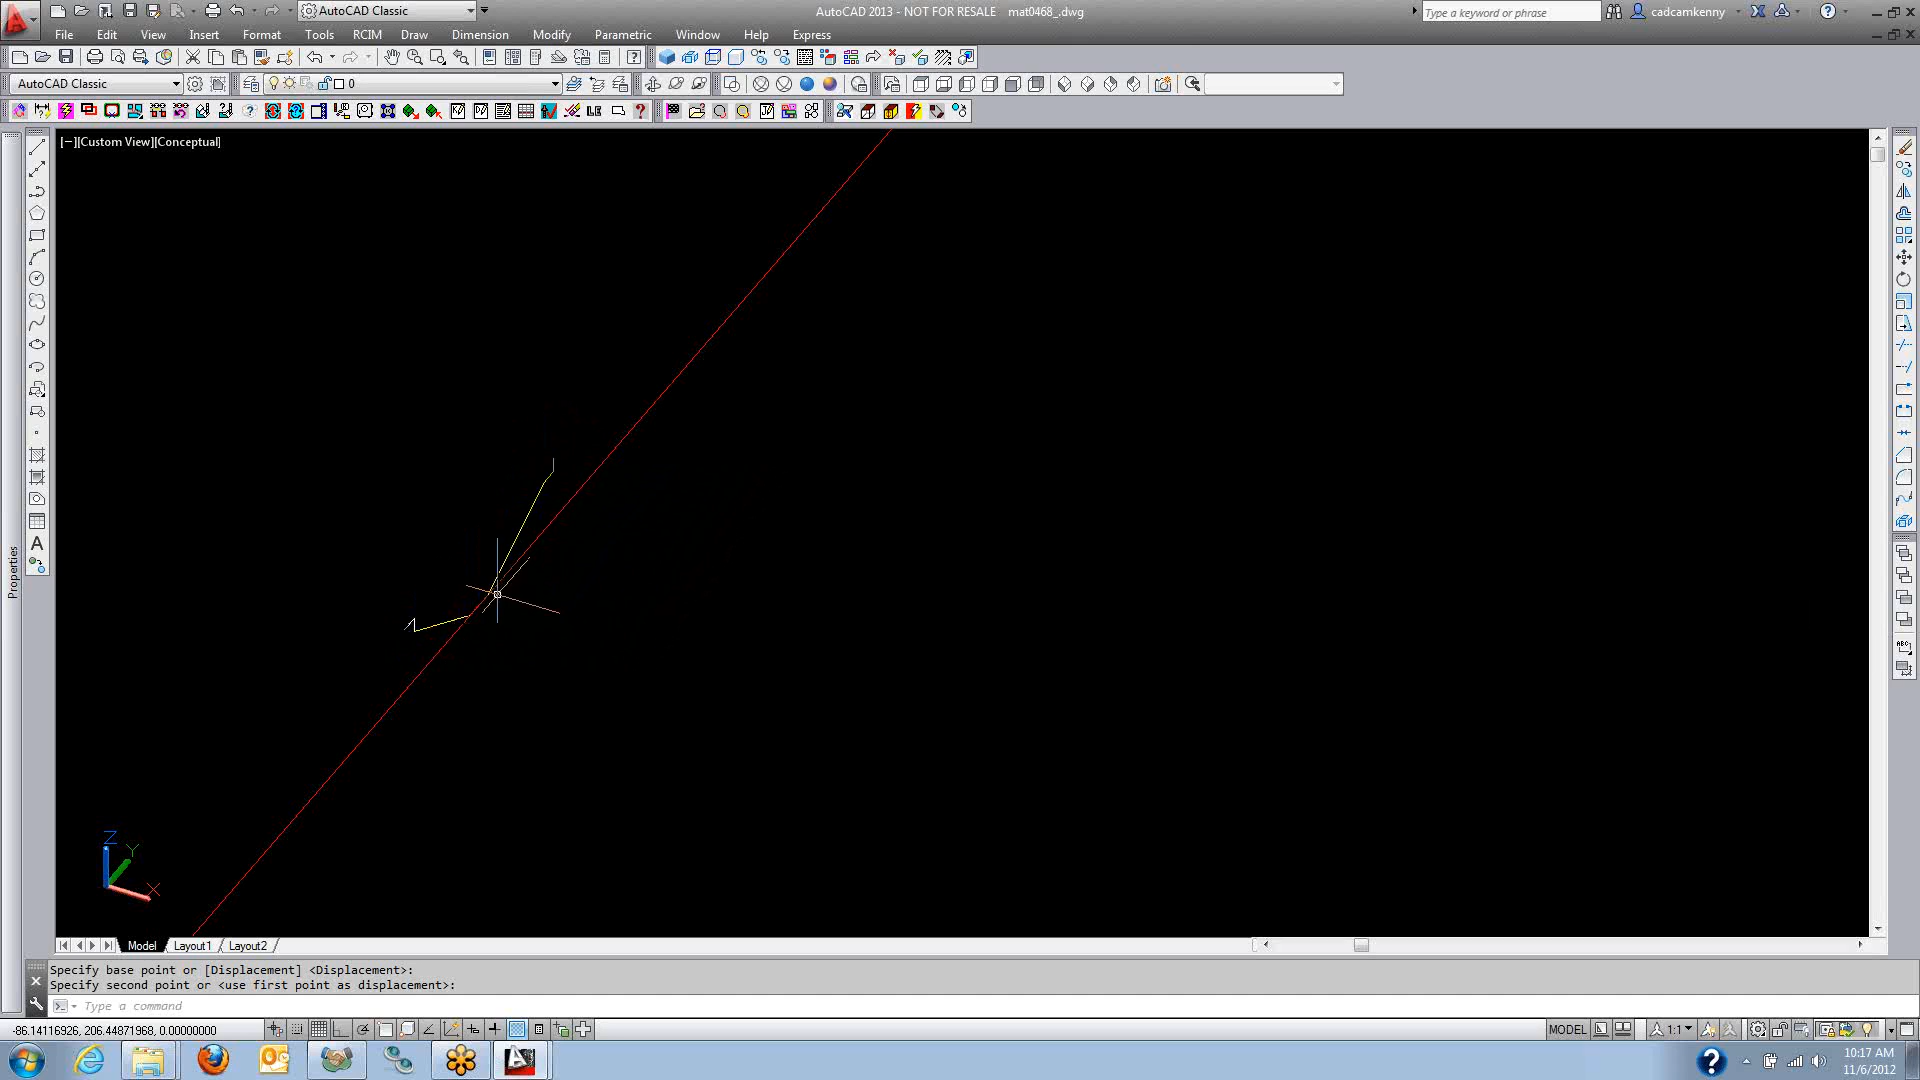 AutoCAD Classic
AutoCAD 2013 - NOT FOR RESALE mat0468_.dwg
Type a keyword or phrase
cadcamkenny
File Edit View Insert Format Tools RCIM Draw Dimension Modify Parametric Window Help Express
AutoCAD Classic
0
[−][Custom View][Conceptual]
Properties
A
Z
Y
X
Model Layout1 Layout2
Specify base point or [Displacement] <Displacement>:
Specify second point or <use first point as displacement>:
Type a command
-86.14116926, 206.44871968, 0.00000000
MODEL
1:1
10:17 AM
11/6/2012